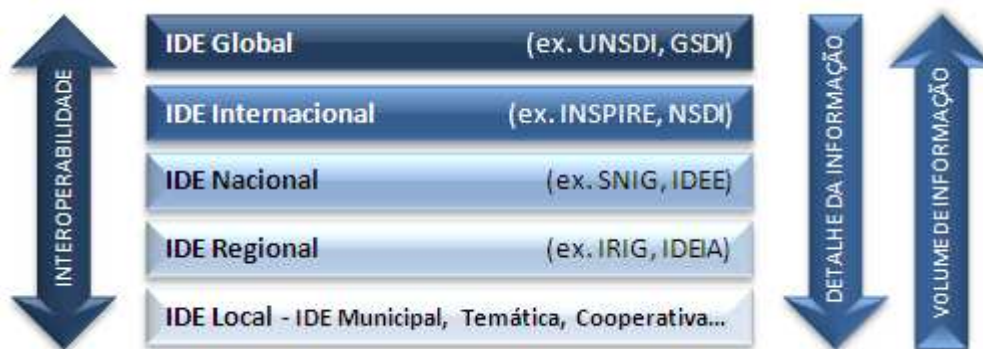 INTEROPERABILIDADE
IDE Global (ex. UNSDI, GSDI)
IDE Internacional (ex. INSPIRE, NSDI)
IDE Nacional (ex. SNIG, IDEE)
IDE Regional (ex. IRIG, IDEIA)
IDE Local - IDE Municipal, Temática, Cooperativa...
DETALHE DA INFORMAÇÃO
VOLUME DE INFORMAÇÃO